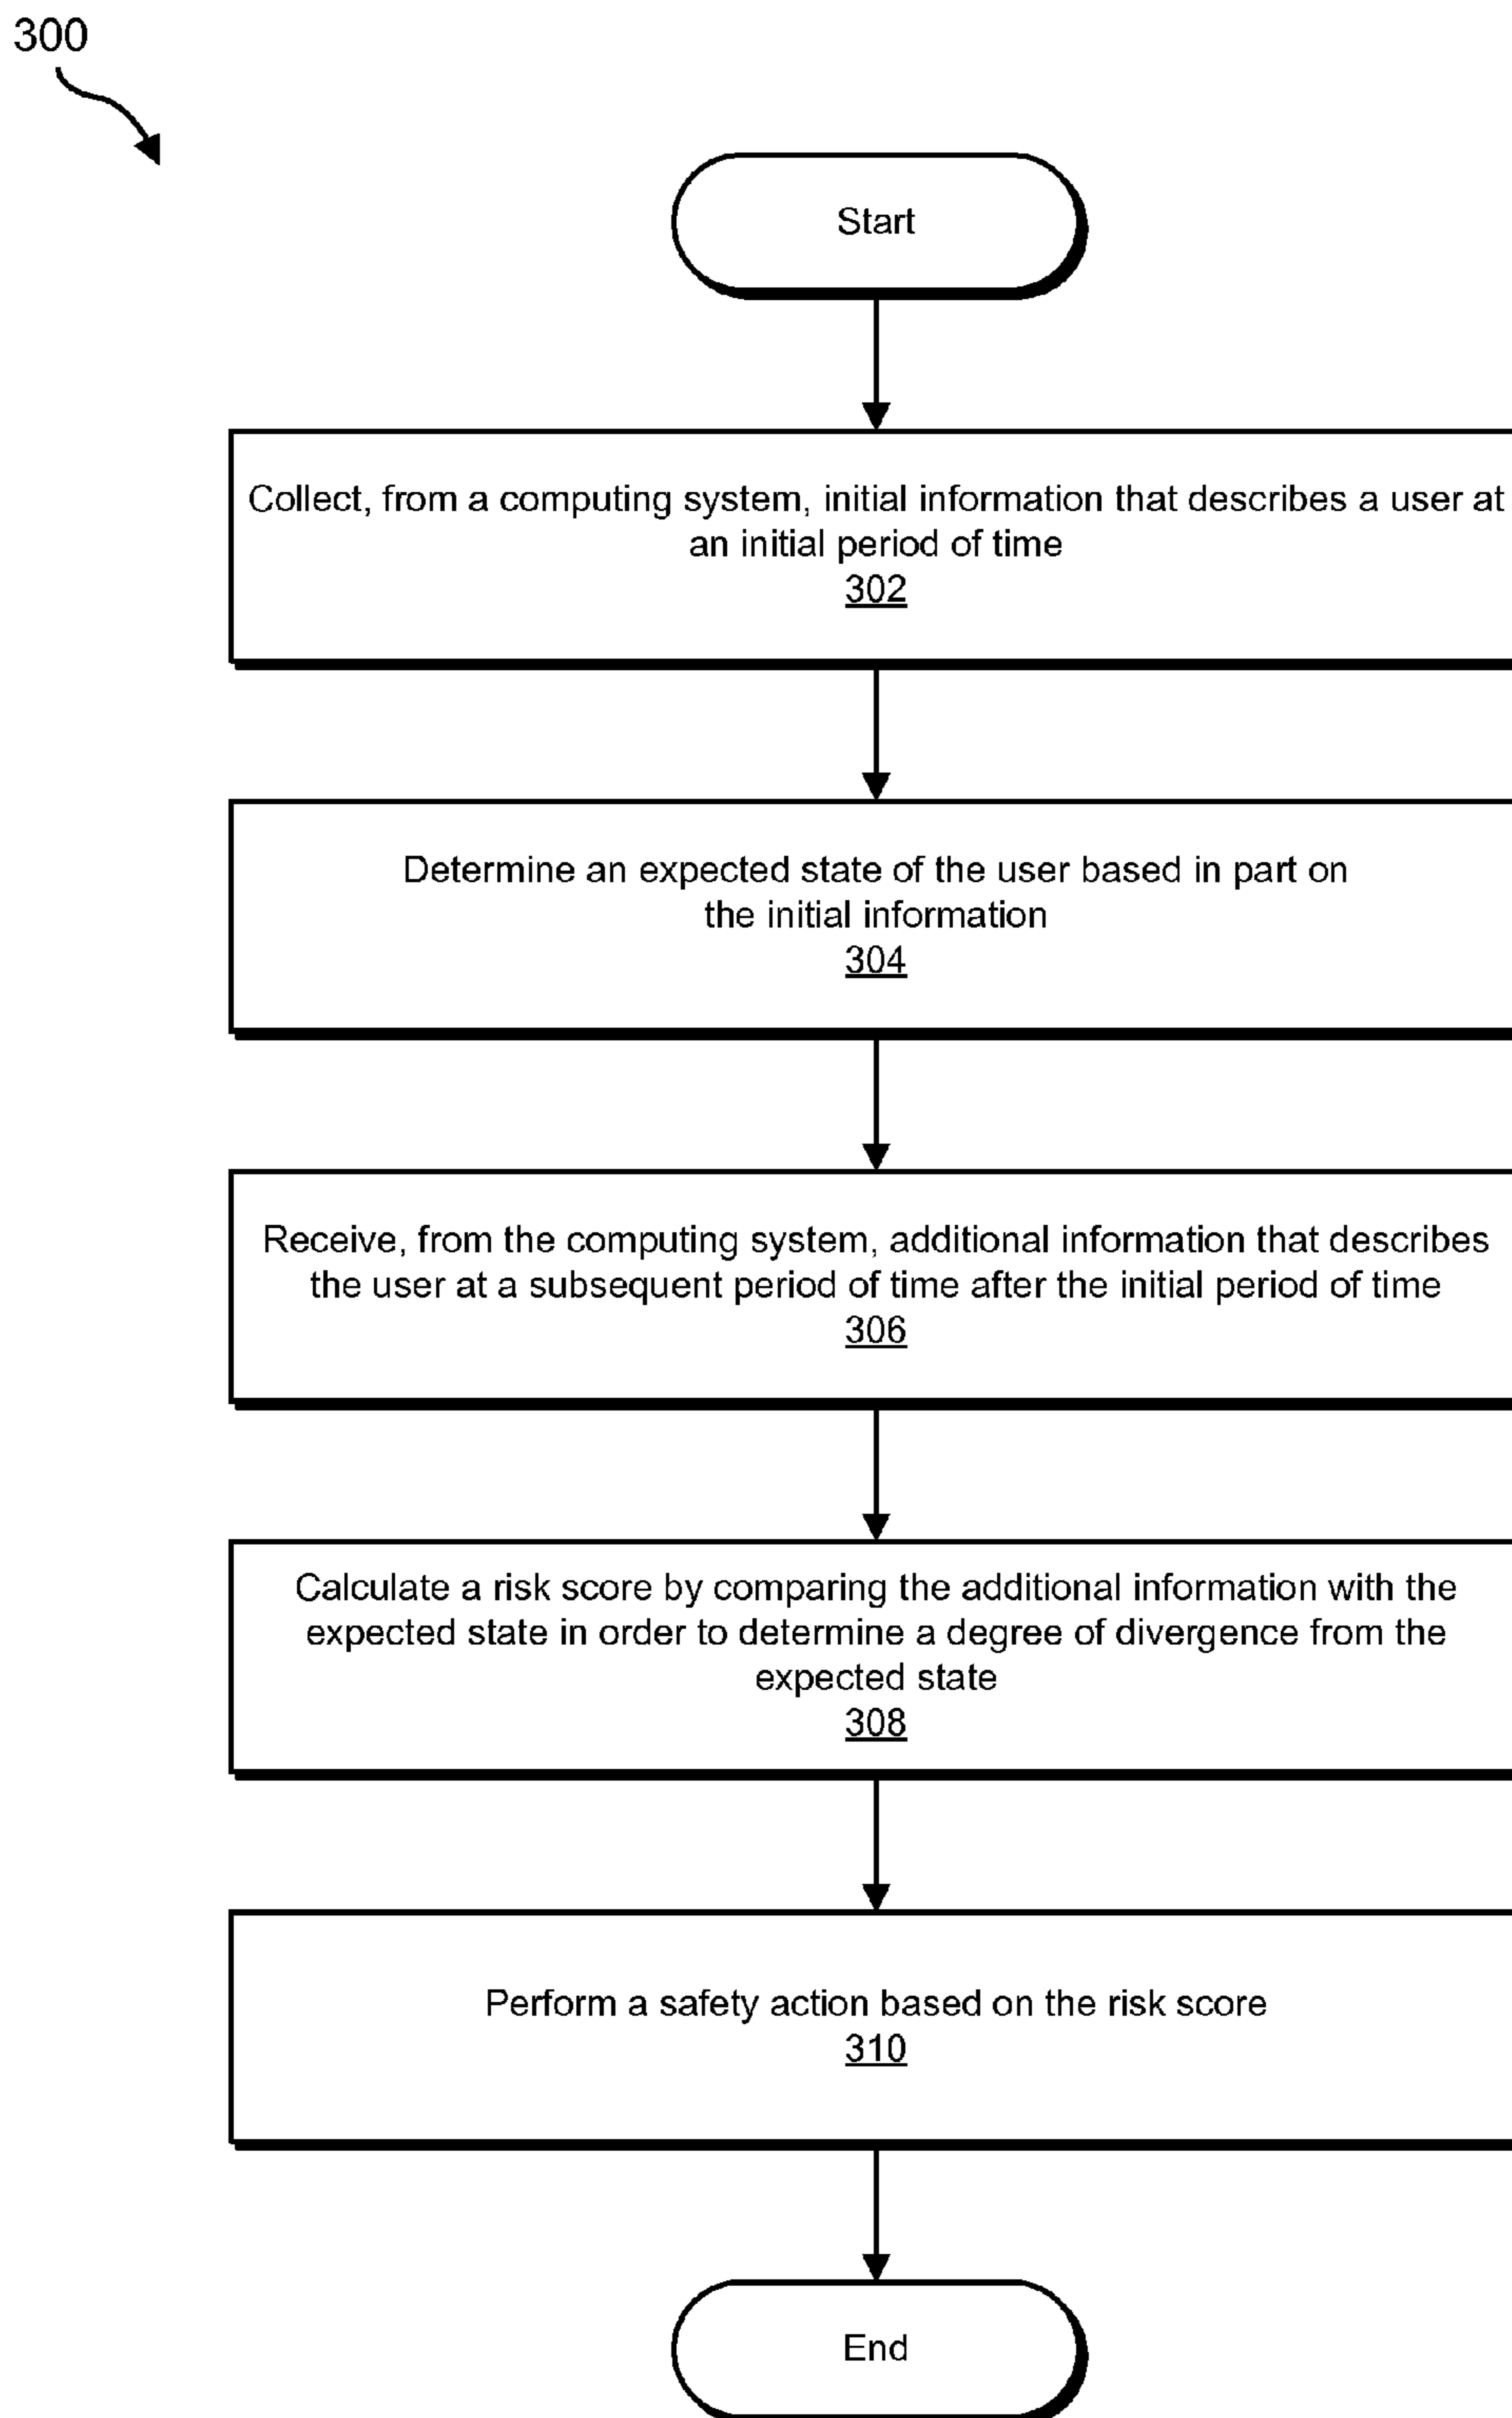 300
Start
Collect, from a computing system, initial information that describes a user at
an initial period of time
302
Determine an expected state of the user based in part on
the initial information
304
Receive, from the computing system, additional information that describes
the user at a subsequent period of time after the initial period of time
306
Calculate a risk score by comparing the additional information with the
expected state in order to determine a degree of divergence from the
expected state
308
Perform a safety action based on the risk score
310
End